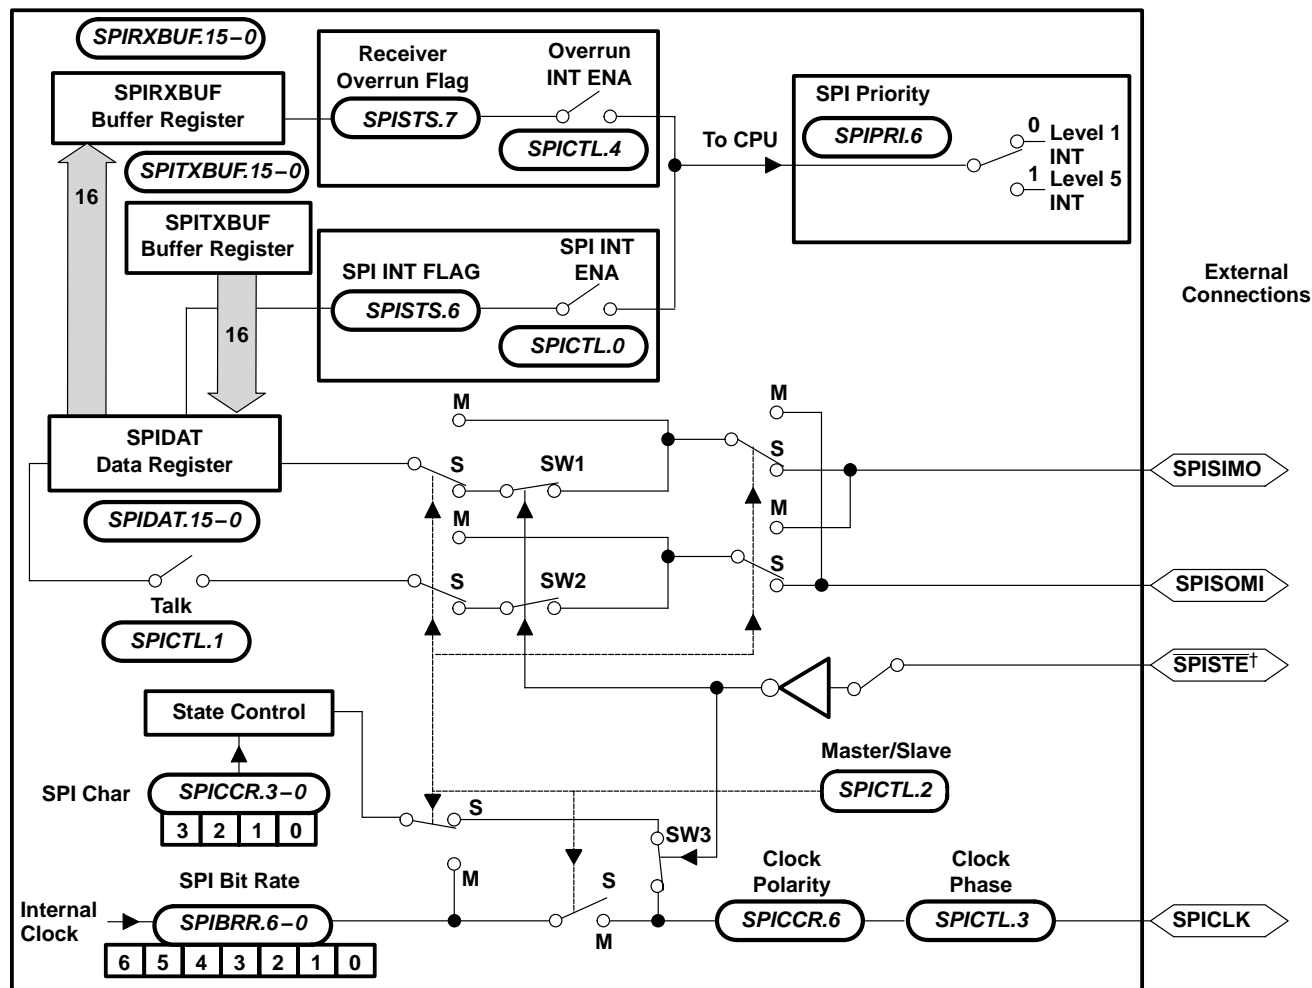 SPIRXBUF.15–0
SPIRXBUF
Buffer Register
Receiver
Overrun Flag
Overrun
INT ENA
SPISTS.7
SPICTL.4
To CPU
SPI Priority
SPIPRI.6
0
Level 1
INT
1
Level 5
INT
SPITXBUF.15–0
16
SPITXBUF
Buffer Register
SPI INT FLAG
SPI INT
ENA
SPISTS.6
SPICTL.0
16
External
Connections
SPIDAT
Data Register
M
S
SW1
M
S
SPISIMO
SPIDAT.15–0
M
S
SW2
M
S
SPISOMI
Talk
SPICTL.1
SPISTE†
State Control
Master/Slave
SPICTL.2
SPI Char
SPICCR.3–0
3 2 1 0
S
M
SW3
SPI Bit Rate
Internal
Clock
SPIBRR.6–0
6 5 4 3 2 1 0
S
M
Clock
Polarity
SPICCR.6
Clock
Phase
SPICTL.3
SPICLK